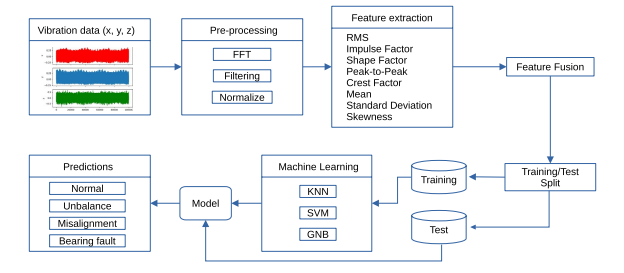 Vibration data (x, y, z)
Pre-processing
FFT
Filtering
Normalize
Feature extraction
RMS
Impulse Factor
Shape Factor
Peak-to-Peak
Crest Factor
Mean
Standard Deviation
Skewness
Feature Fusion
Training/Test
Split
Training
Test
Machine Learning
KNN
SVM
GNB
Model
Predictions
Normal
Unbalance
Misalignment
Bearing fault